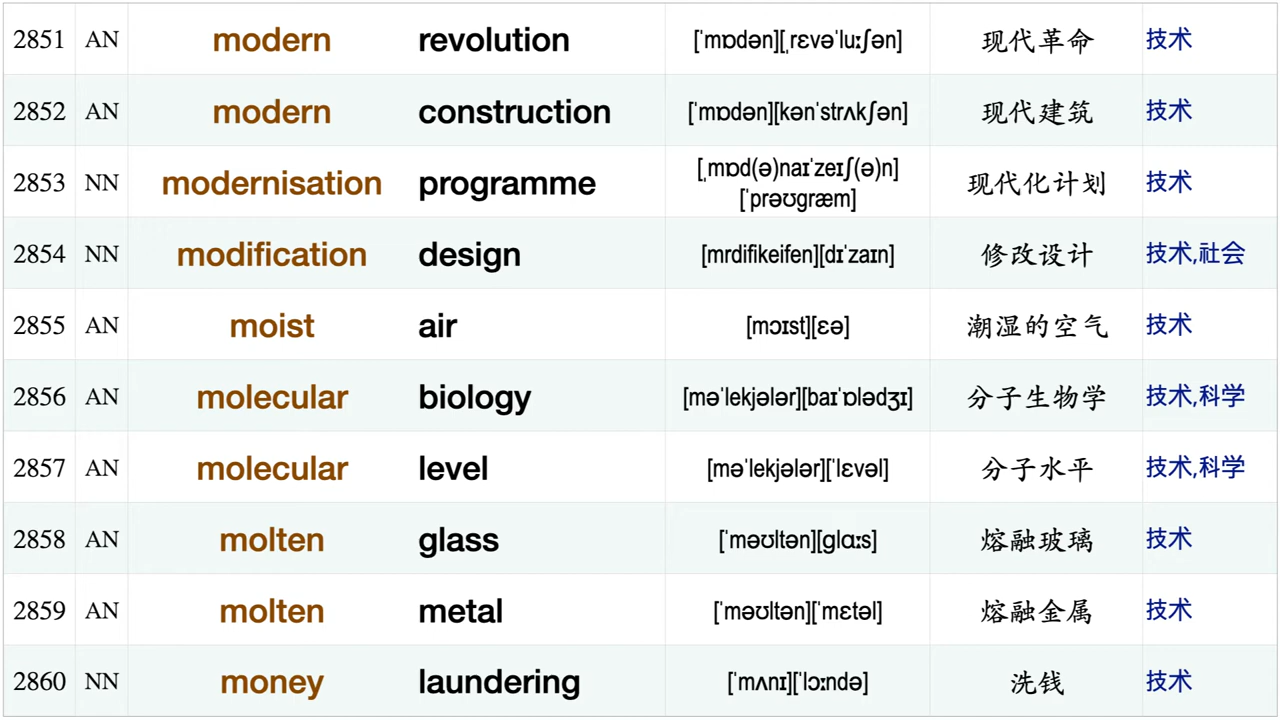 2851 AN modern revolution [ˈmɒdən][ˌrɛvəˈluːʃən] 现代革命 技术
2852 AN modern construction [ˈmɒdən][kənˈstrʌkʃən] 现代建筑 技术
2853 NN modernisation programme [ˌmɒd(ə)naɪˈzeɪʃ(ə)n] [ˈprəʊɡræm] 现代化计划 技术
2854 NN modification design [mrdifikeifen][dɪˈzaɪn] 修改设计 技术,社会
2855 AN moist air [mɔɪst][ɛə] 潮湿的空气 技术
2856 AN molecular biology [məˈlekjələr][baɪˈɒlədʒɪ] 分子生物学 技术,科学
2857 AN molecular level [məˈlekjələr][ˈlɛvəl] 分子水平 技术,科学
2858 AN molten glass [ˈməʊltən][ɡlɑːs] 熔融玻璃 技术
2859 AN molten metal [ˈməʊltən][ˈmɛtəl] 熔融金属 技术
2860 NN money laundering [ˈmʌnɪ][ˈlɔːndə] 洗钱 技术